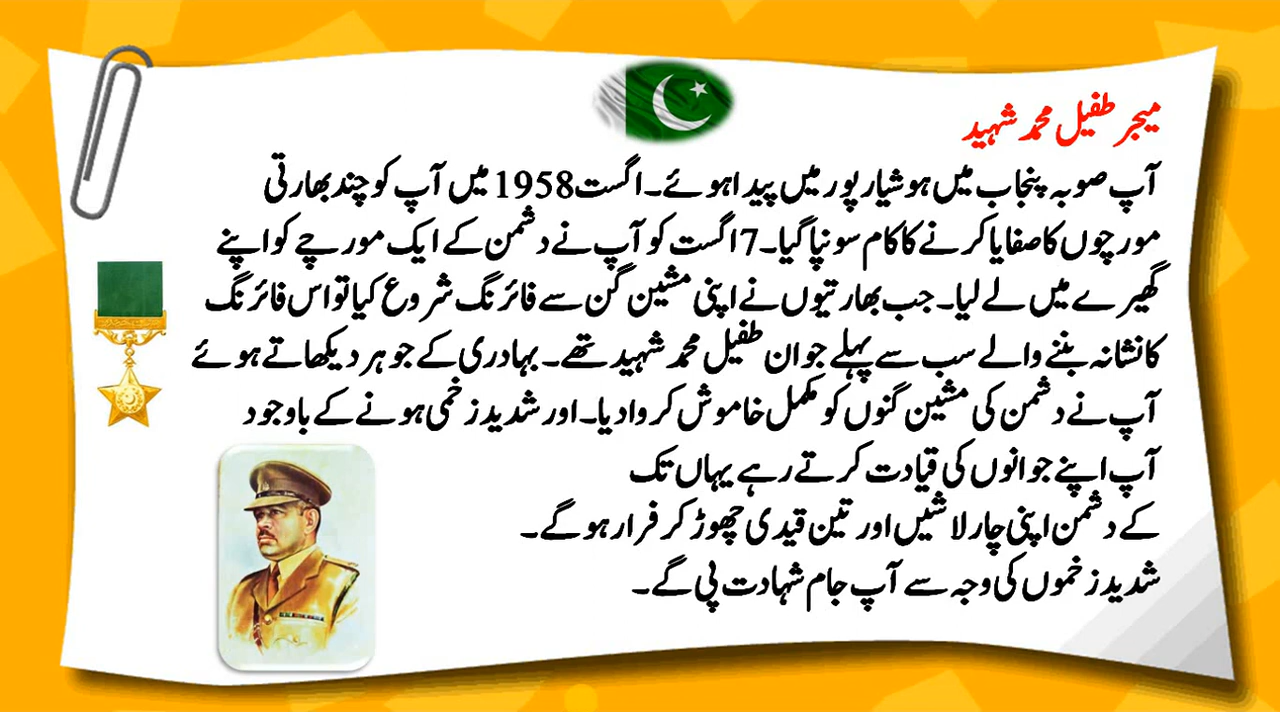 میجر طفیل محمد شہید
آپ صوبہ پنجاب میں ہوشیار پور میں پیدا ہوئے۔ اگست 1958 میں آپ کو چند بھارتی
مورچوں کا صفایا کرنے کا کام سونپا گیا۔ 7 اگست کو آپ نے دشمن کے ایک مورچے کو اپنے
گھیرے میں لے لیا۔ جب بھارتیوں نے اپنی مشین گن سے فائرنگ شروع کیا تو اس فائرنگ
کا نشانہ بننے والے سب سے پہلے جوان طفیل محمد شہید تھے۔ بہادری کے جوہر دیکھاتے ہوئے
آپ نے دشمن کی مشین گنوں کو مکمل خاموش کروا دیا۔ اور شدید زخمی ہونے کے باوجود
آپ اپنے جوانوں کی قیادت کرتے رہے یہاں تک
کے دشمن اپنی چار لاشیں اور تین قیدی چھوڑ کر فرار ہو گے۔
شدید زخموں کی وجہ سے آپ جام شہادت پی گے۔